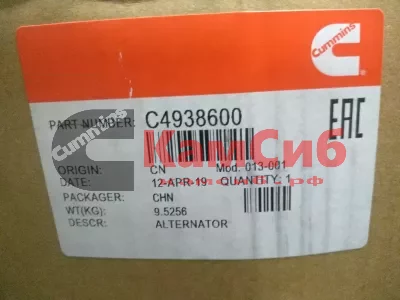 Cummins
PART NUMBER: C4938600
EAC
Cummins
КамСиб
ORIGIN: CN Mod. 013-001
DATE: 12-APR-19 QUANTITY: 1
PACKAGER: CHN
WT(KG): 9.5256
DESCR: ALTERNATOR